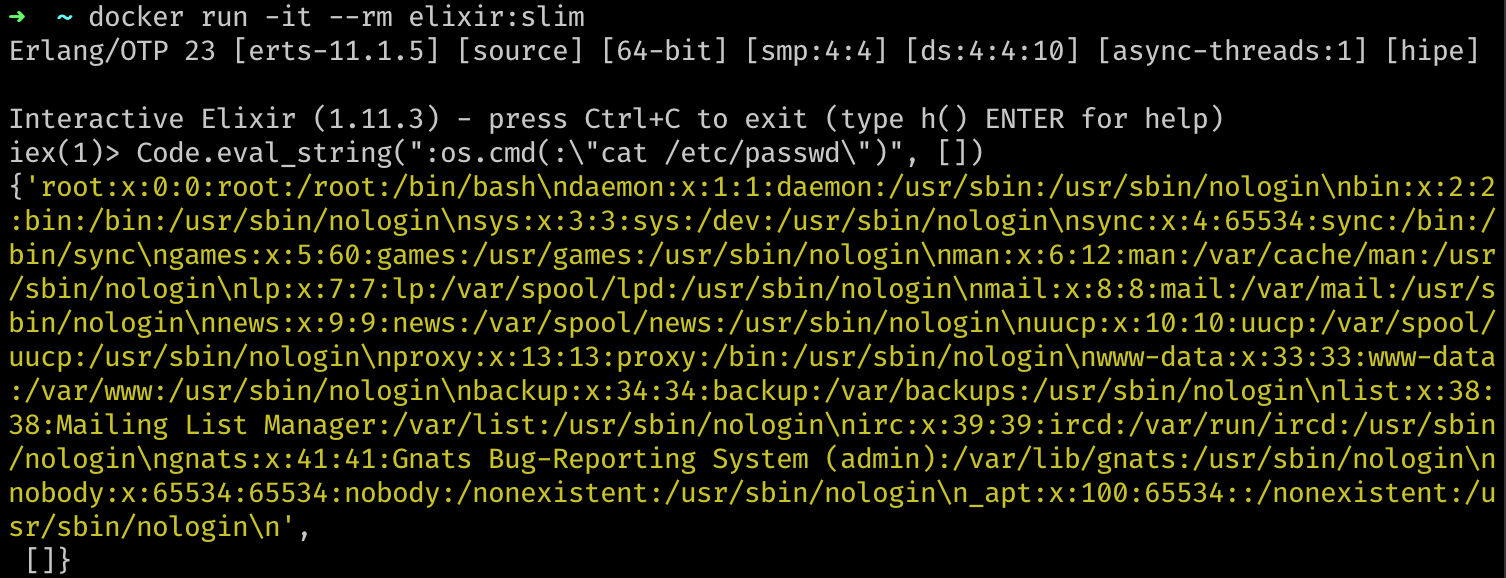 ➜  ~ docker run -it --rm elixir:slim
Erlang/OTP 23 [erts-11.1.5] [source] [64-bit] [smp:4:4] [ds:4:4:10] [async-threads:1] [hipe]

Interactive Elixir (1.11.3) - press Ctrl+C to exit (type h() ENTER for help)
iex(1)> Code.eval_string(":os.cmd(:\"cat /etc/passwd\")", [])
{'root:x:0:0:root:/root:/bin/bash\ndaemon:x:1:1:daemon:/usr/sbin:/usr/sbin/nologin\nbin:x:2:2
:bin:/bin:/usr/sbin/nologin\nsys:x:3:3:sys:/dev:/usr/sbin/nologin\nsync:x:4:65534:sync:/bin:/
bin/sync\ngames:x:5:60:games:/usr/games:/usr/sbin/nologin\nman:x:6:12:man:/var/cache/man:/usr
/sbin/nologin\nlp:x:7:7:lp:/var/spool/lpd:/usr/sbin/nologin\nmail:x:8:8:mail:/var/mail:/usr/s
bin/nologin\nnews:x:9:9:news:/var/spool/news:/usr/sbin/nologin\nuucp:x:10:10:uucp:/var/spool/
uucp:/usr/sbin/nologin\nproxy:x:13:13:proxy:/bin:/usr/sbin/nologin\nwww-data:x:33:33:www-data
:/var/www:/usr/sbin/nologin\nbackup:x:34:34:backup:/var/backups:/usr/sbin/nologin\nlist:x:38:
38:Mailing List Manager:/var/list:/usr/sbin/nologin\nirc:x:39:39:ircd:/var/run/ircd:/usr/sbin
/nologin\ngnats:x:41:41:Gnats Bug-Reporting System (admin):/var/lib/gnats:/usr/sbin/nologin\n
nobody:x:65534:65534:nobody:/nonexistent:/usr/sbin/nologin\n_apt:x:100:65534::/nonexistent:/u
sr/sbin/nologin\n',
 []}